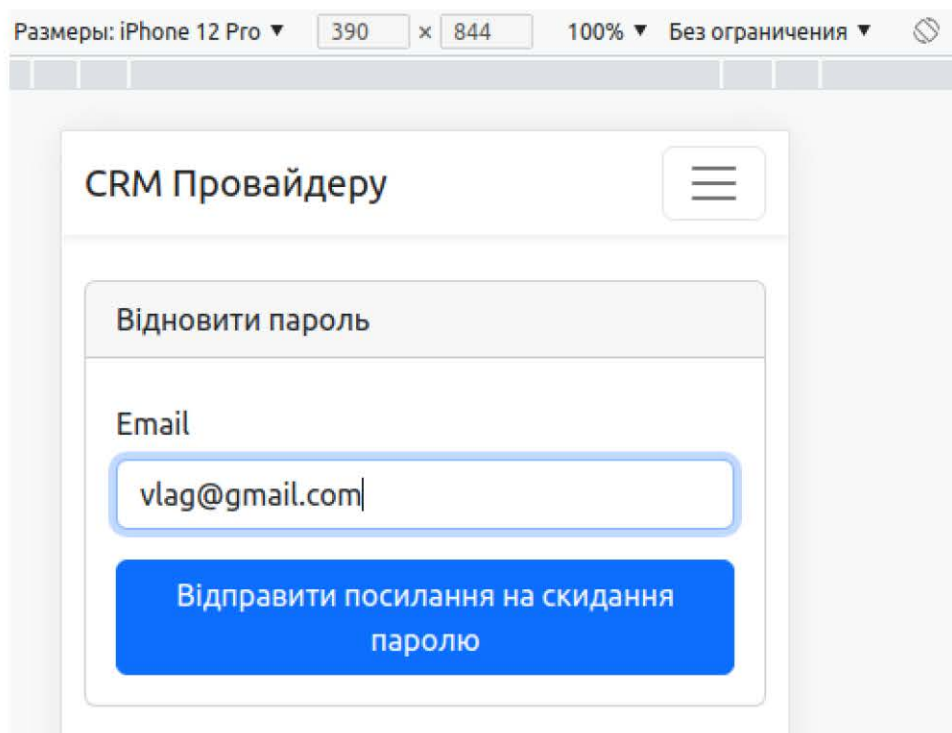 Размеры: iPhone 12 Pro ▼ 390 × 844 100% ▼ Без ограничения ▼
CRM Провайдеру
Відновити пароль
Email
vlag@gmail.com
Відправити посилання на скидання
паролю